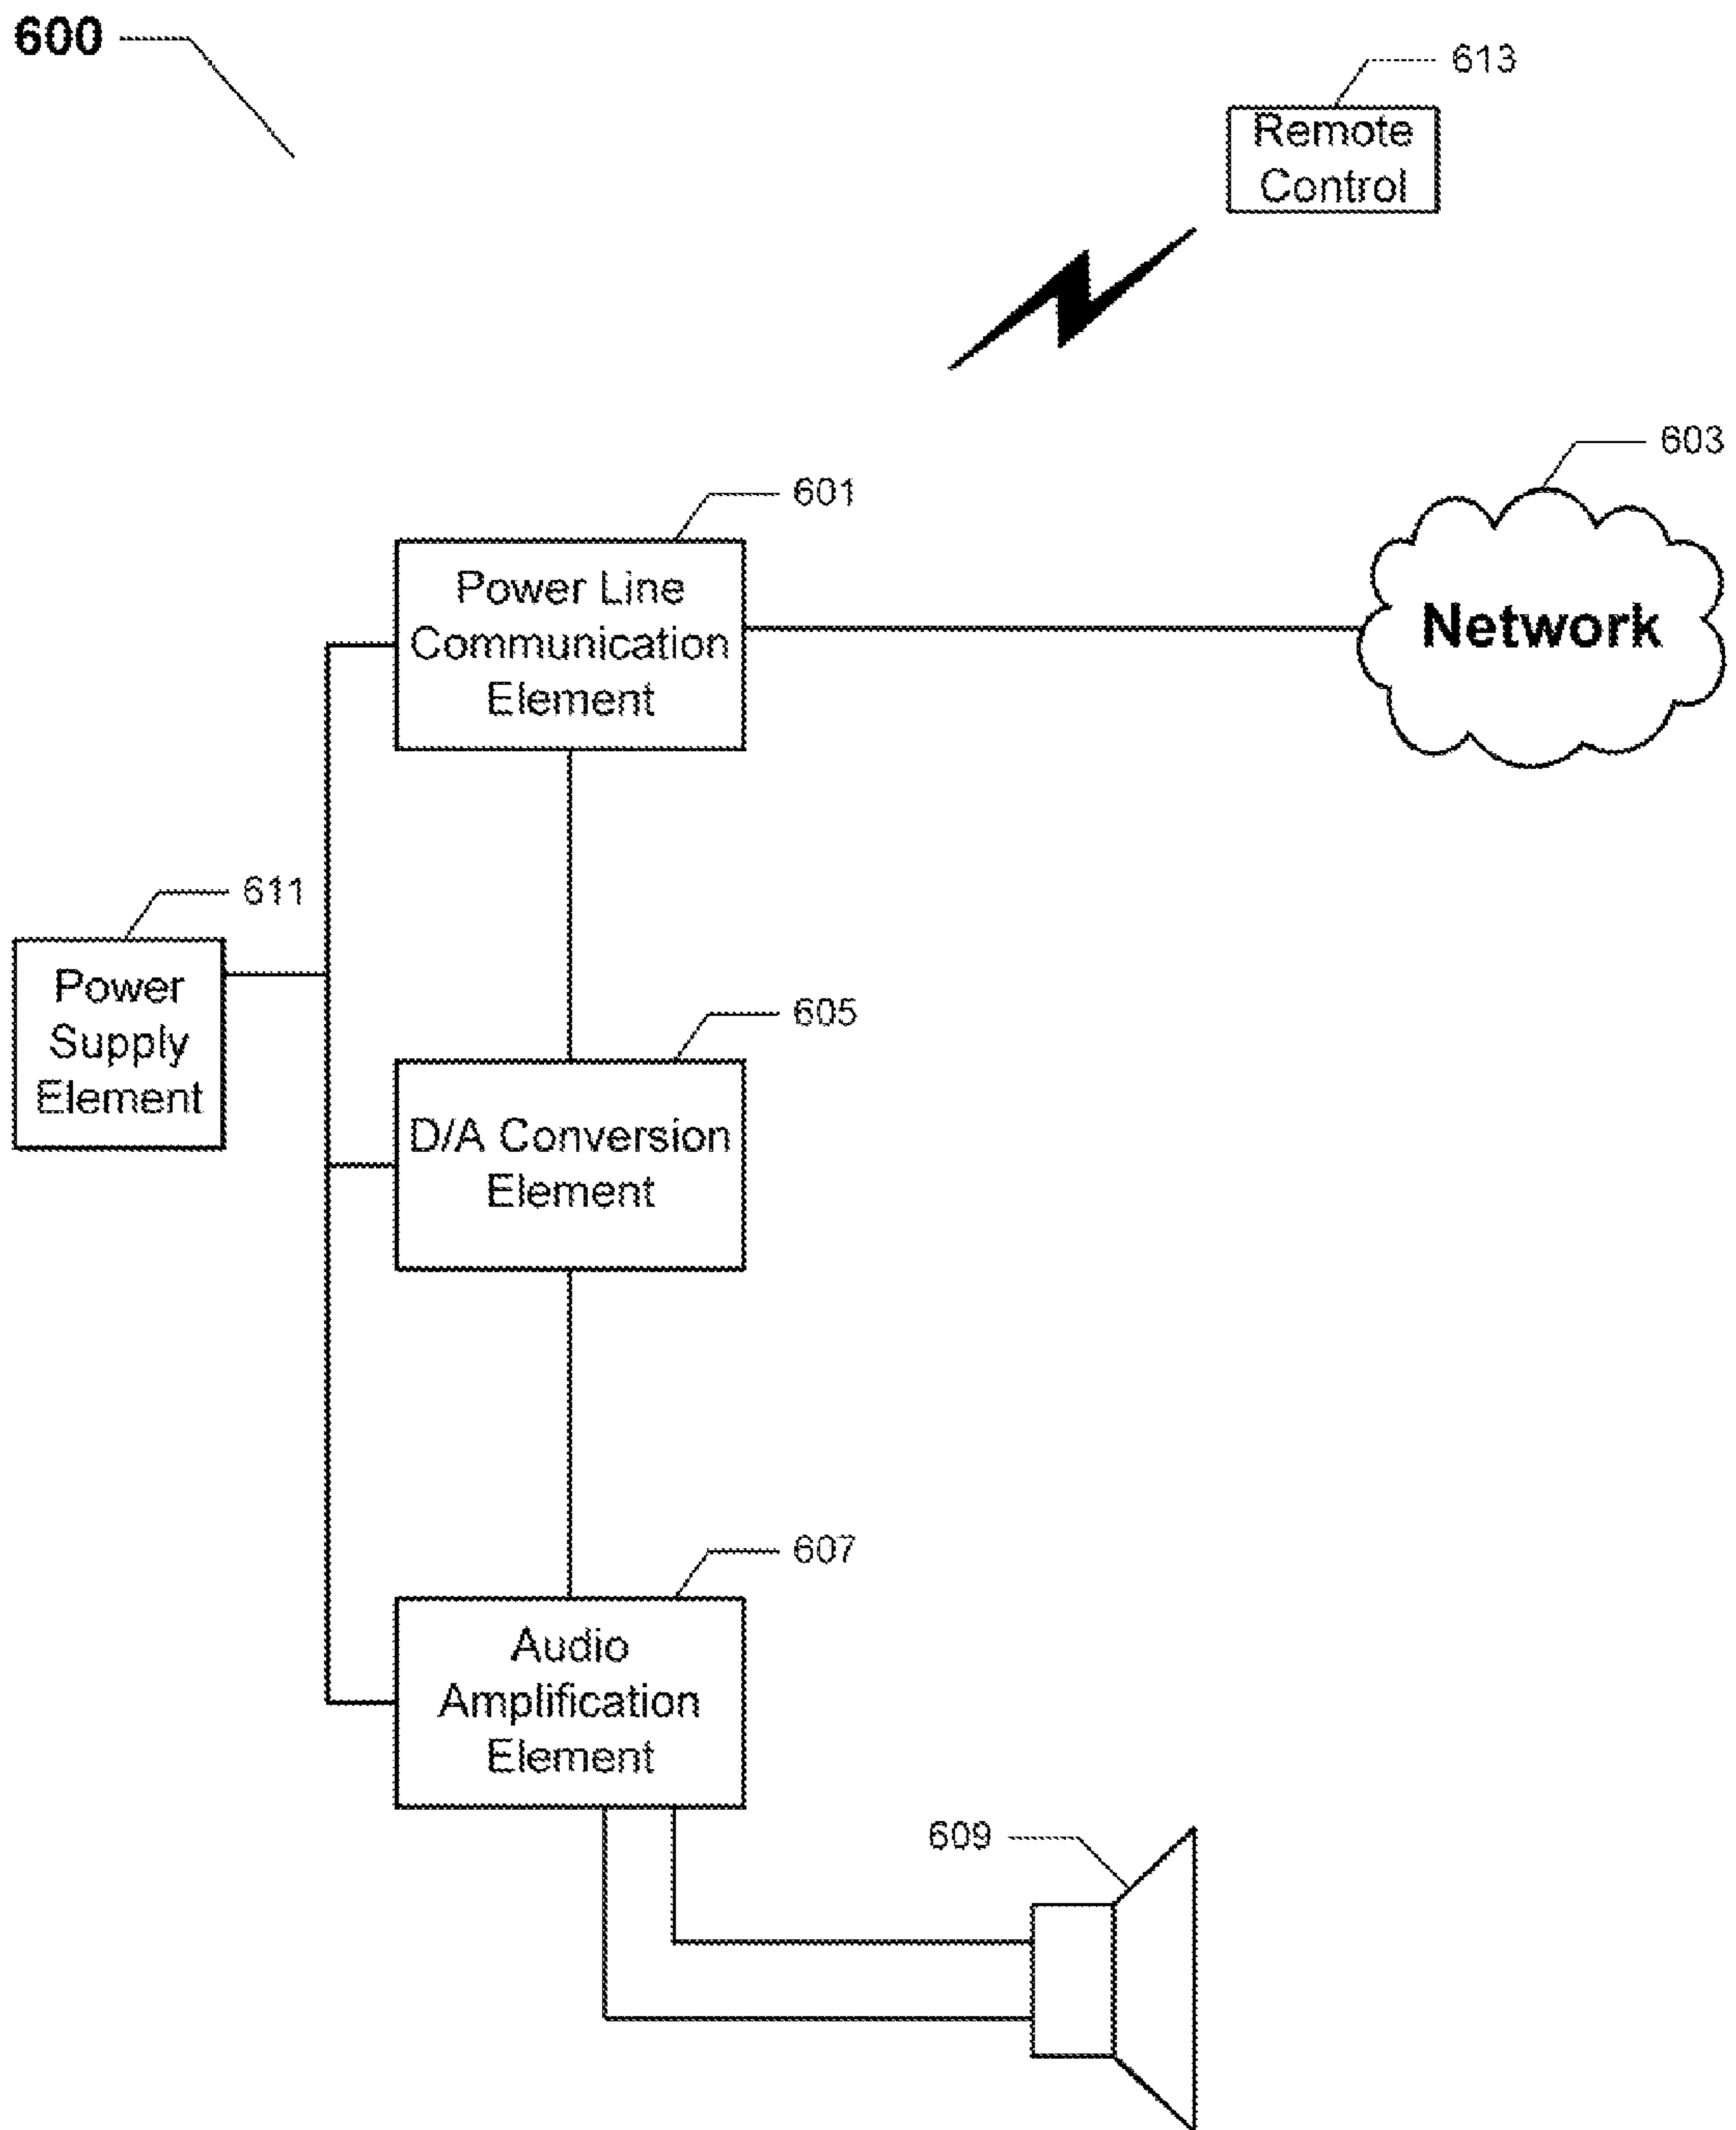 600
613
Remote
Control
603
Network
601
Power Line
Communication
Element
611
Power
Supply
Element
605
D/A Conversion
Element
607
Audio
Amplification
Element
609